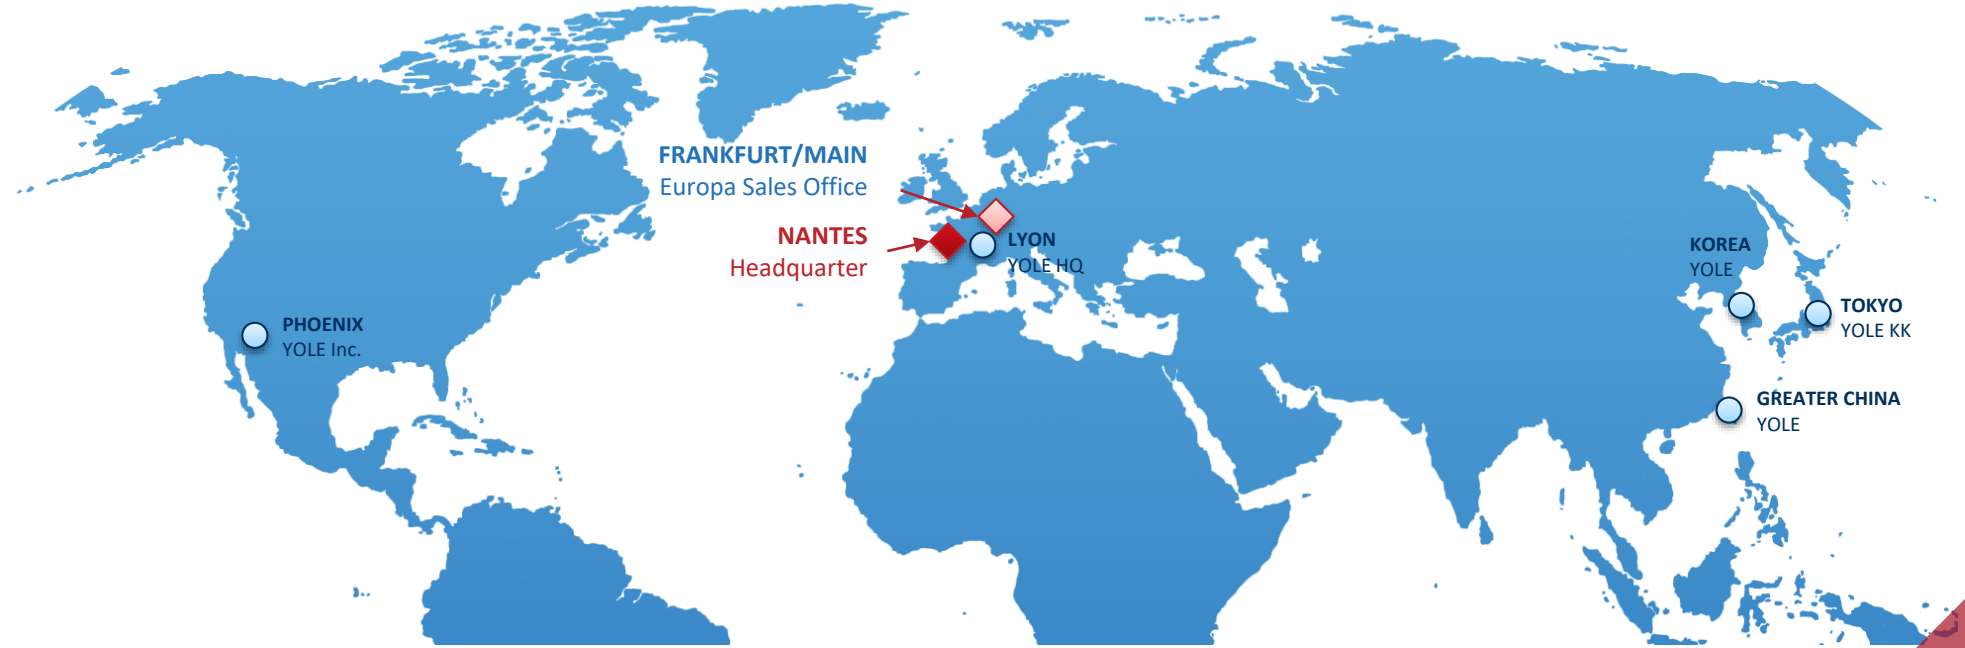 FRANKFURT/MAIN
Europa Sales Office
NANTES
Headquarter
LYON
YOLE HQ
KOREA
YOLE
PHOENIX
YOLE Inc.
TOKYO
YOLE KK
GREATER CHINA
YOLE